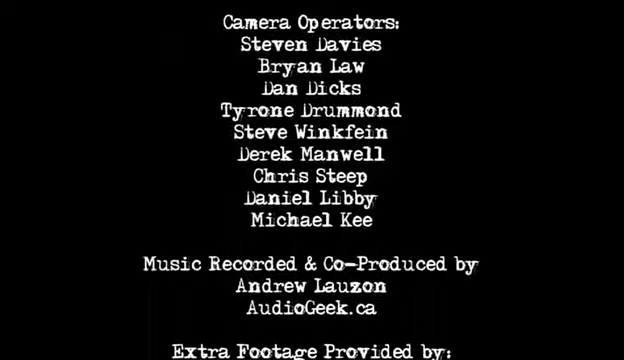 Camera Operators:
Steven Davies
Bryan Law
Dan Dicks
Tyrone Drummond
Steve Winkfein
Derek Manwell
Chris Steep
Daniel Libby
Michael Kee
Music Recorded & Co-Produced by
Andrew Lauzon
AudioGeek.ca
Extra Footage Provided by: